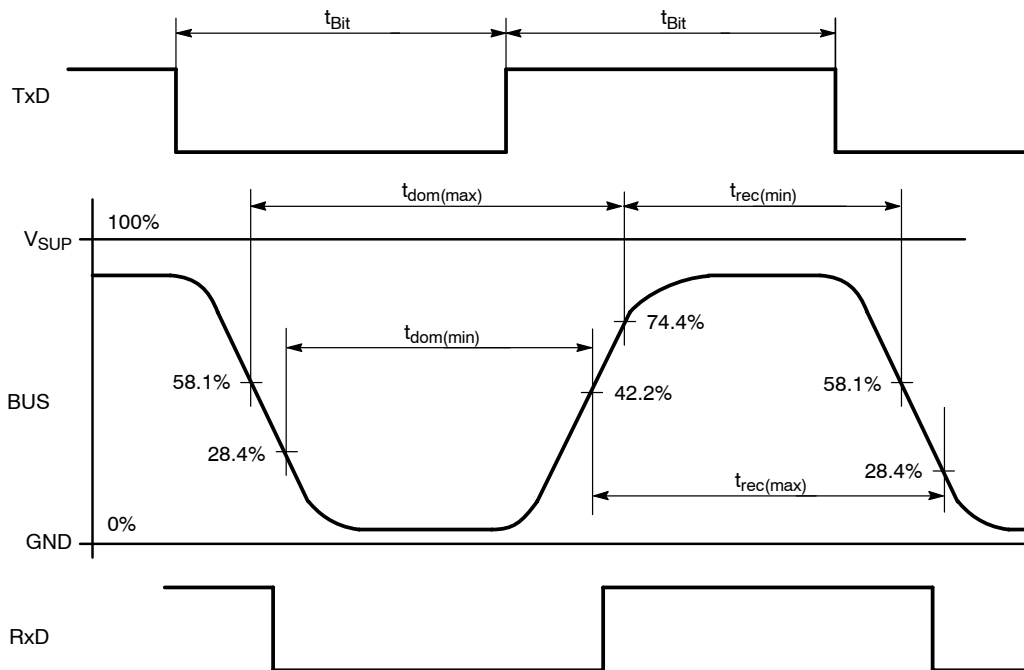 tBit
tBit
TxD
tdom(max)
trec(min)
100%
VSUP
74.4%
tdom(min)
58.1%
42.2%
58.1%
BUS
28.4%
28.4%
trec(max)
0%
GND
RxD